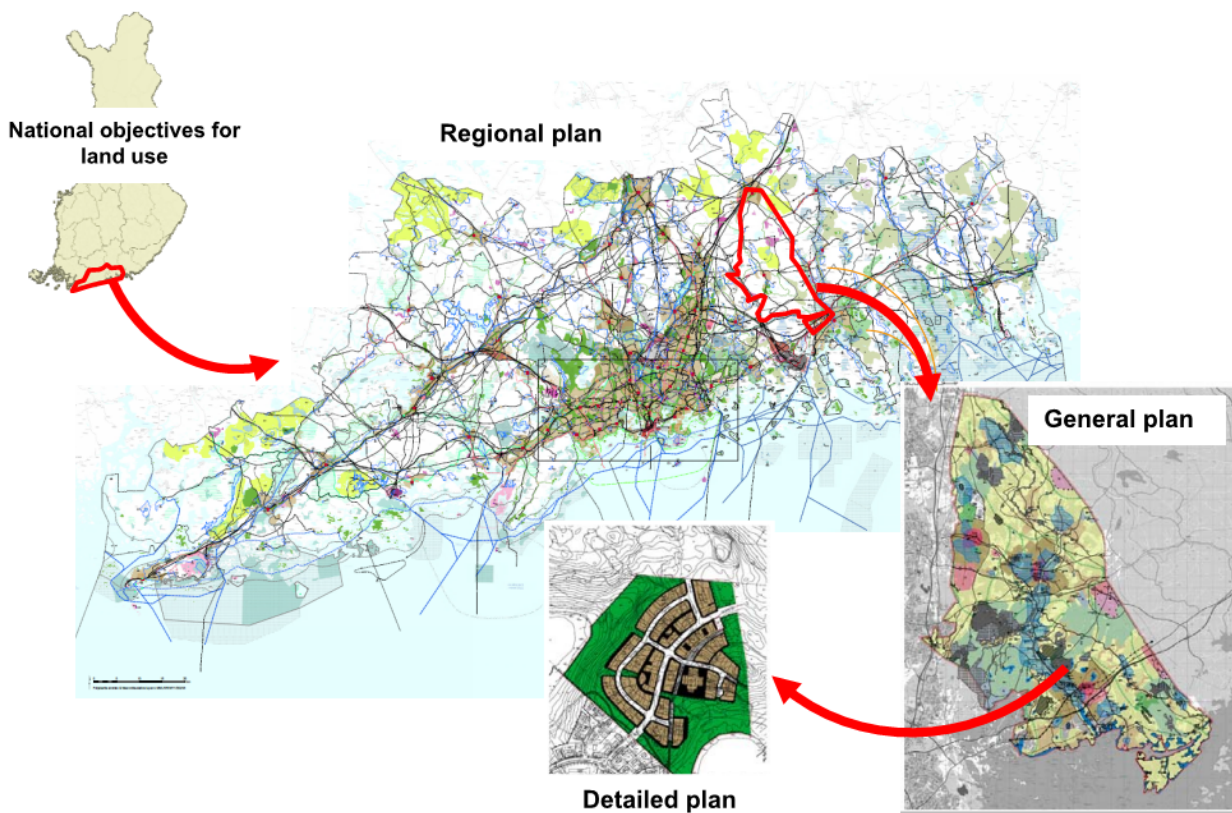 National objectives for
land use
Regional plan
General plan
Detailed plan